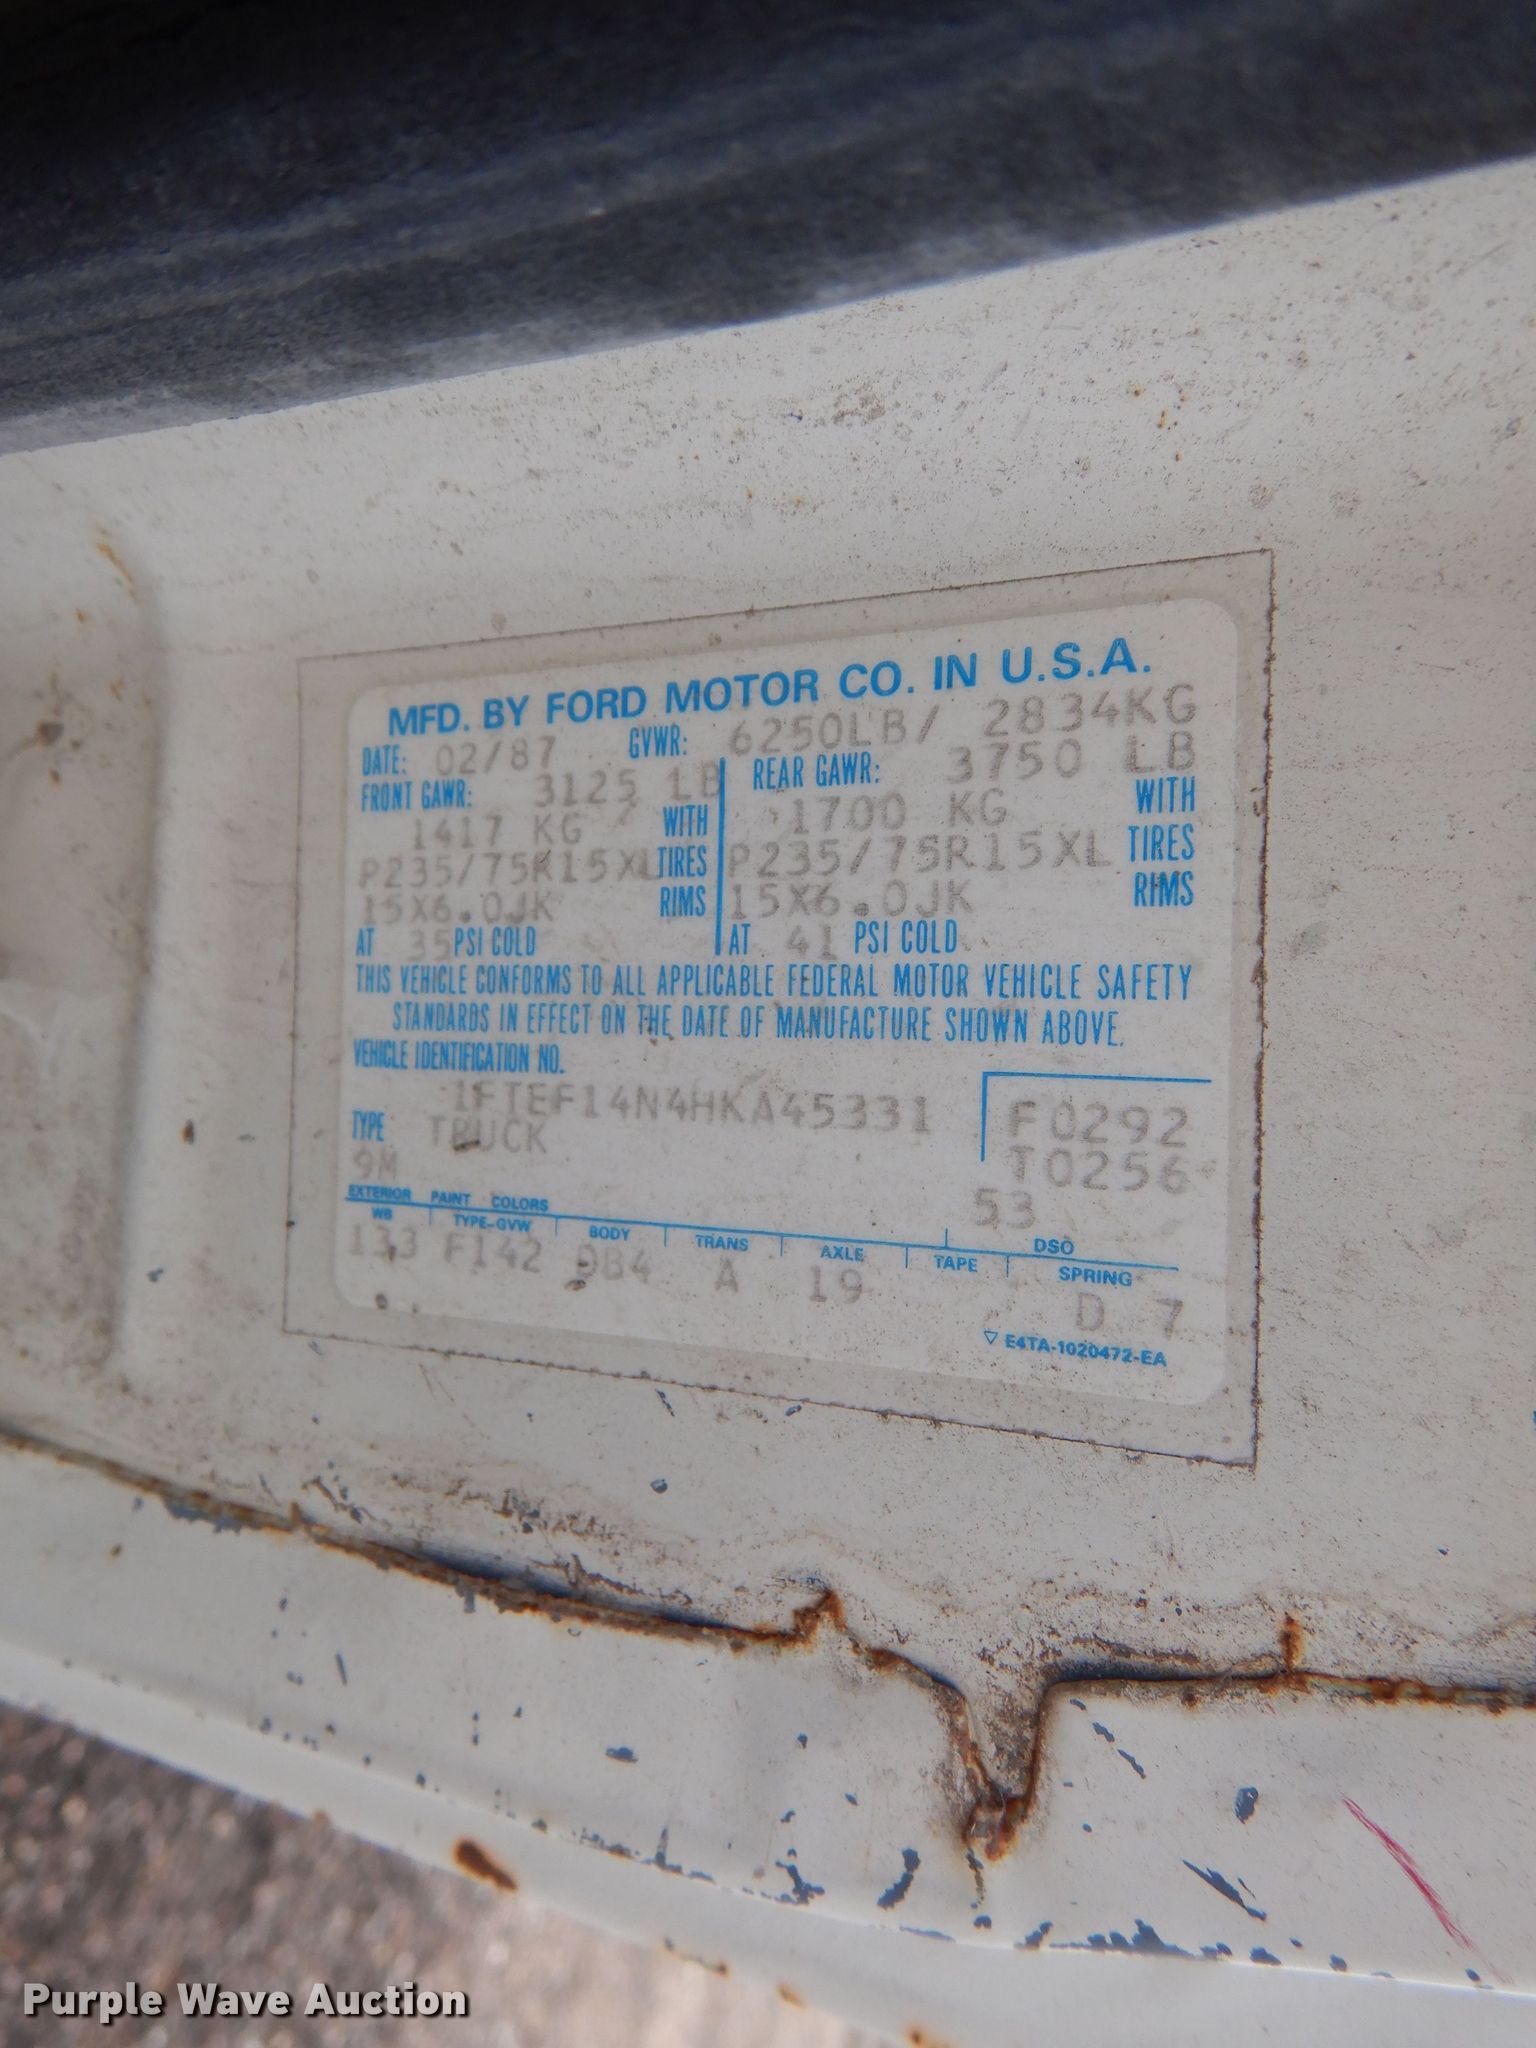 MFD. BY FORD MOTOR CO. IN U.S.A.
DATE: 02/87 GVWR: 6250LB/ 2834KG
FRONT GAWR: 3125 LB REAR GAWR: 3750 LB
1417 KG WITH 1700 KG WITH
P235/75R15XL TIRES P235/75R15XL TIRES
15X6.0JK RIMS 15X6.0JK RIMS
AT 35 PSI COLD AT 41 PSI COLD
THIS VEHICLE CONFORMS TO ALL APPLICABLE FEDERAL MOTOR VEHICLE SAFETY
STANDARDS IN EFFECT ON THE DATE OF MANUFACTURE SHOWN ABOVE.
VEHICLE IDENTIFICATION NO.
1FTEF14N4HKA45331 F0292
TYPE TRUCK T0256
9M 53
EXTERIOR PAINT COLORS DSO
WB TYPE-GVW BODY TRANS AXLE TAPE SPRING
133 F142 A 19 D 7
E4TA-1020472-EA
Purple Wave Auction